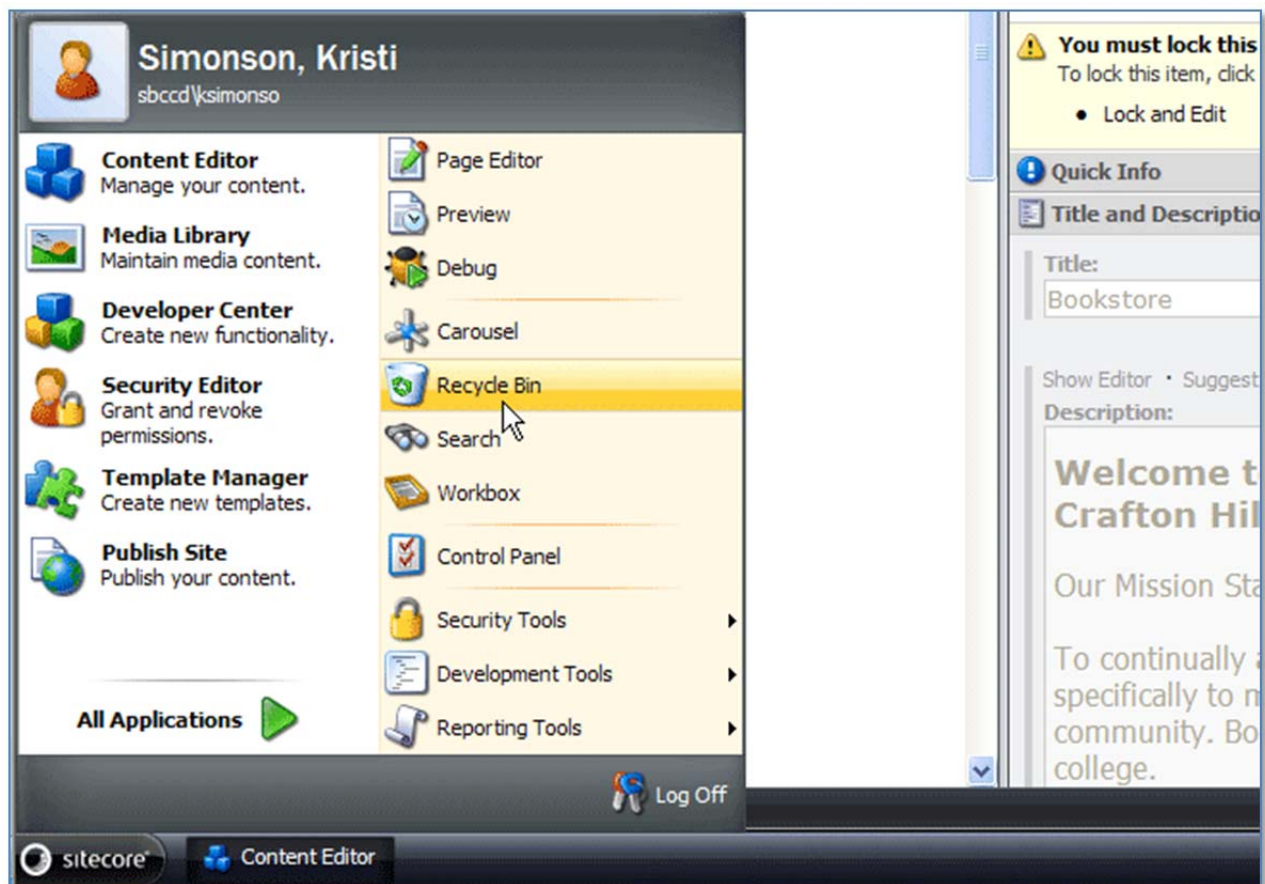 Simonson, Kristi
sbccd\ksimonso
Content Editor
Manage your content.
Media Library
Maintain media content.
Developer Center
Create new functionality.
Security Editor
Grant and revoke
permissions.
Template Manager
Create new templates.
Publish Site
Publish your content.
All Applications
Page Editor
Preview
Debug
Carousel
Recycle Bin
Search
Workbox
Control Panel
Security Tools
Development Tools
Reporting Tools
Log Off
sitecore
Content Editor
You must lock this
To lock this item, click
• Lock and Edit
Quick Info
Title and Descriptio
Title:
Bookstore
Show Editor · Suggest
Description:
Welcome t
Crafton Hil
Our Mission Sta
To continually
specifically to m
community. Bo
college.